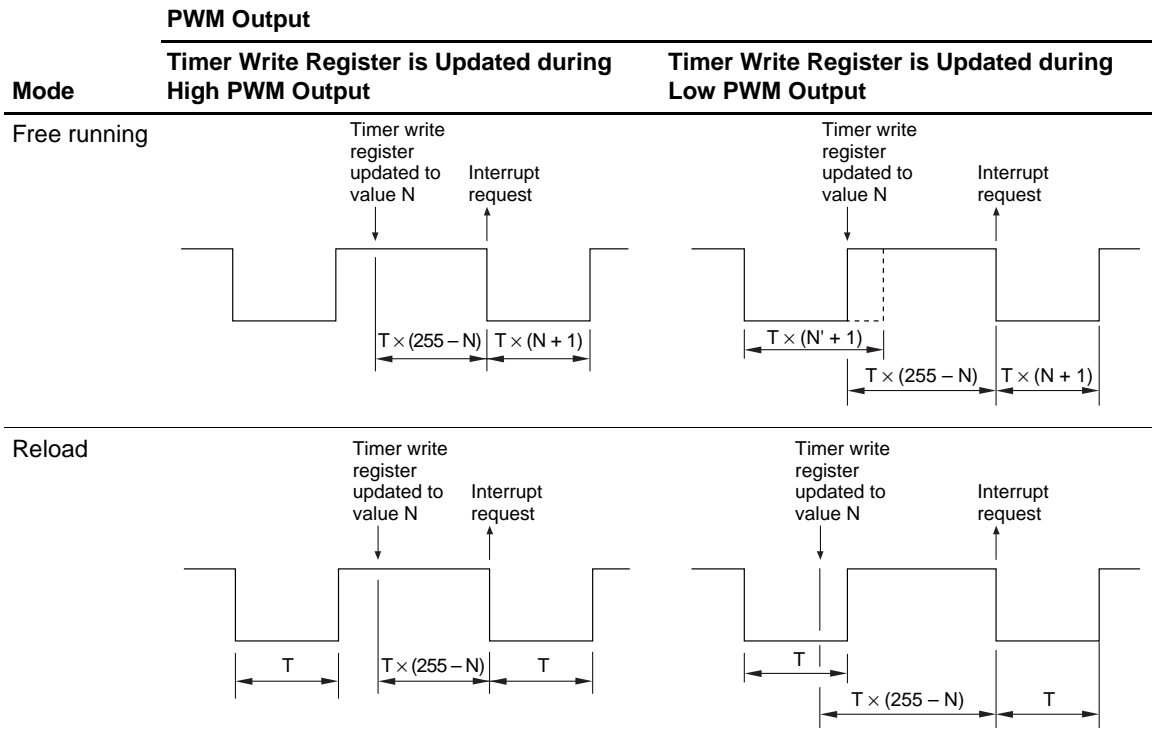 PWM Output
Mode
Timer Write Register is Updated during
High PWM Output
Timer Write Register is Updated during
Low PWM Output
Free running
Timer write
register
updated to
value N
Interrupt
request
T × (255 – N)
T × (N + 1)
Timer write
register
updated to
value N
Interrupt
request
T × (N' + 1)
T × (255 – N)
T × (N + 1)
Reload
Timer write
register
updated to
value N
Interrupt
request
T
T × (255 – N)
T
Timer write
register
updated to
value N
Interrupt
request
T
T × (255 – N)
T